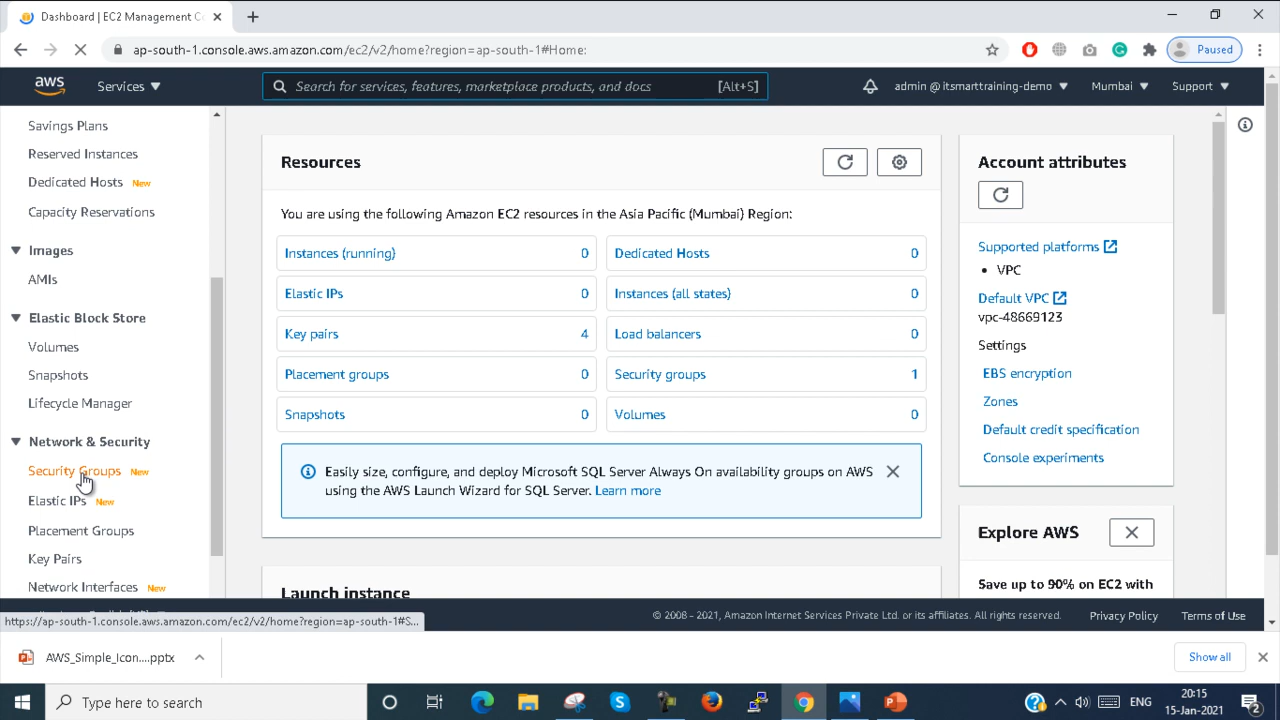 Dashboard | EC2 Management C
ap-south-1.console.aws.amazon.com/ec2/v2/home?region=ap-south-1#Home:
Paused
aws
Services
Search for services, features, marketplace products, and docs
[Alt+S]
admin @ itsmarttraining-demo
Mumbai
Support
Savings Plans
Reserved Instances
Dedicated Hosts New
Capacity Reservations
Images
AMIs
Elastic Block Store
Volumes
Snapshots
Lifecycle Manager
Network & Security
Security Groups New
Elastic IPs New
Placement Groups
Key Pairs
Network Interfaces New
Resources
You are using the following Amazon EC2 resources in the Asia Pacific (Mumbai) Region:
Instances (running) 0
Dedicated Hosts 0
Elastic IPs 0
Instances (all states) 0
Key pairs 4
Load balancers 0
Placement groups 0
Security groups 1
Snapshots 0
Volumes 0
Easily size, configure, and deploy Microsoft SQL Server Always On availability groups on AWS
using the AWS Launch Wizard for SQL Server. Learn more
Launch instance
Account attributes
Supported platforms
• VPC
Default VPC
vpc-48669123
Settings
EBS encryption
Zones
Default credit specification
Console experiments
Explore AWS
Save up to 90% on EC2 with
https://ap-south-1.console.aws.amazon.com/ec2/v2/home?region=ap-south-1#S...
© 2008 - 2021, Amazon Internet Services Private Ltd. or its affiliates. All rights reserved.
Privacy Policy
Terms of Use
AWS_Simple_Icon....pptx
Show all
Type here to search
ENG
20:15
15-Jan-2021
2